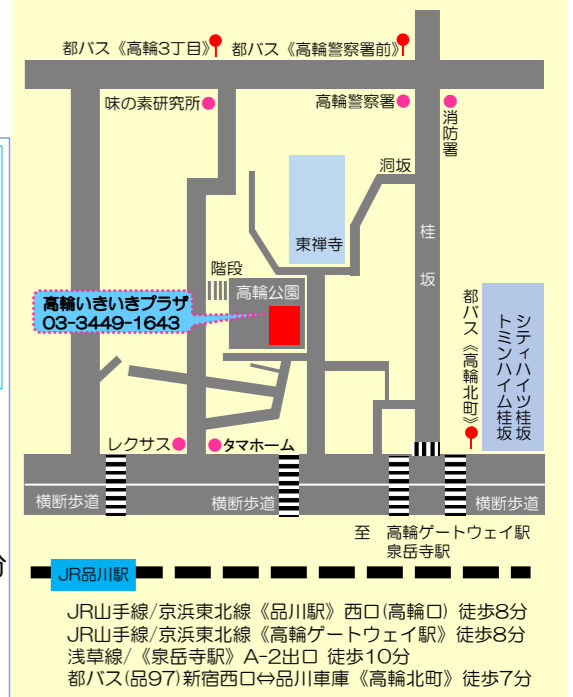 都バス《高輪3丁目》
都バス《高輪警察署前》
味の素研究所
高輪警察署
消防署
洞坂
東禅寺
桂坂
階段
高輪公園
高輪いきいきプラザ
03-3449-1643
都バス《高輪北町》
シティハイツ桂坂
トミンハイム桂坂
レクサス
タマホーム
横断歩道
横断歩道
横断歩道
至 高輪ゲートウェイ駅
泉岳寺駅
分
JR品川駅
JR山手線/京浜東北線《品川駅》西口(高輪口) 徒歩8分
JR山手線/京浜東北線《高輪ゲートウェイ駅》徒歩8分
浅草線/《泉岳寺駅》A-2出口 徒歩10分
都バス(品97)新宿西口⇔品川車庫《高輪北町》徒歩7分